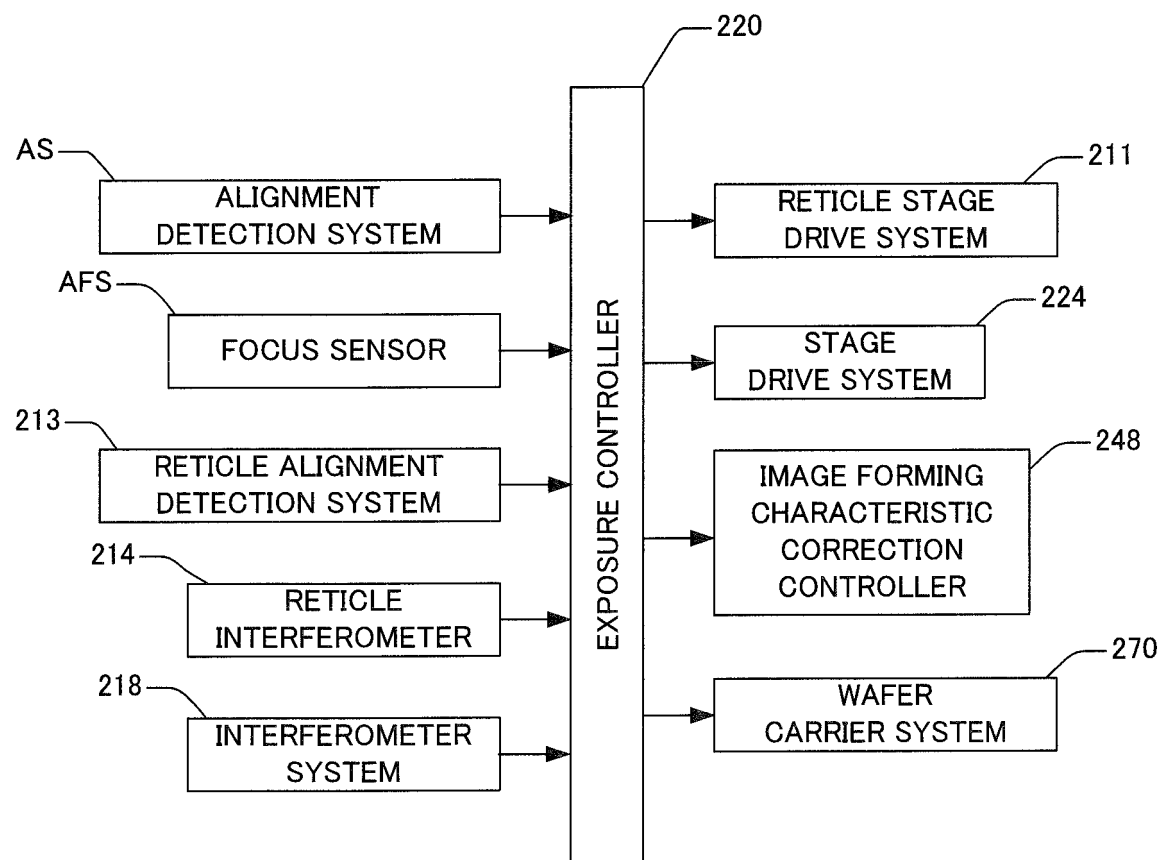 220
AS
ALIGNMENT
DETECTION SYSTEM
AFS
FOCUS SENSOR
213
RETICLE ALIGNMENT
DETECTION SYSTEM
214
RETICLE
INTERFEROMETER
218
INTERFEROMETER
SYSTEM
EXPOSURE CONTROLLER
211
RETICLE STAGE
DRIVE SYSTEM
224
STAGE
DRIVE SYSTEM
248
IMAGE FORMING
CHARACTERISTIC
CORRECTION
CONTROLLER
270
WAFER
CARRIER SYSTEM